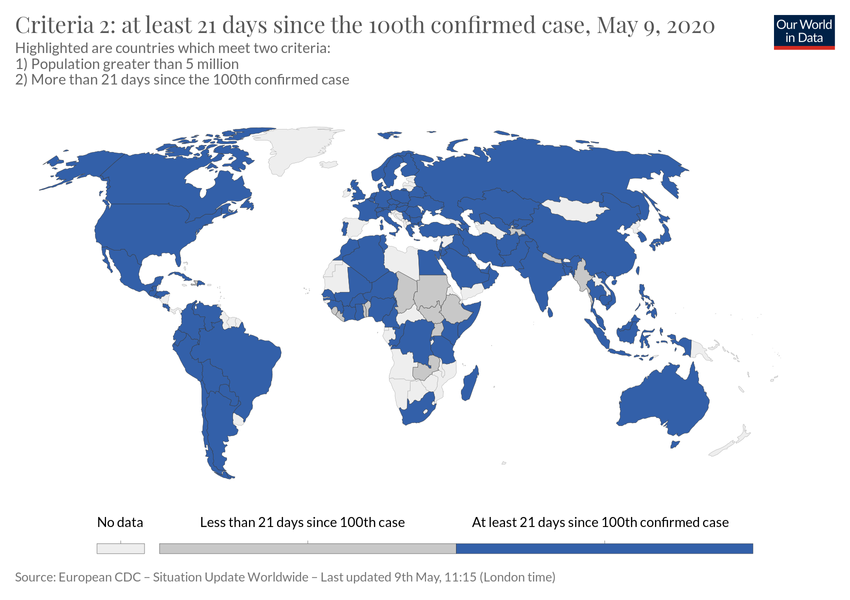 Criteria 2: at least 21 days since the 100th confirmed case, May 9, 2020
Our World
in Data
Highlighted are countries which meet two criteria:
1) Population greater than 5 million
2) More than 21 days since the 100th confirmed case
No data
Less than 21 days since 100th case
At least 21 days since 100th confirmed case
Source: European CDC – Situation Update Worldwide – Last updated 9th May, 11:15 (London time)